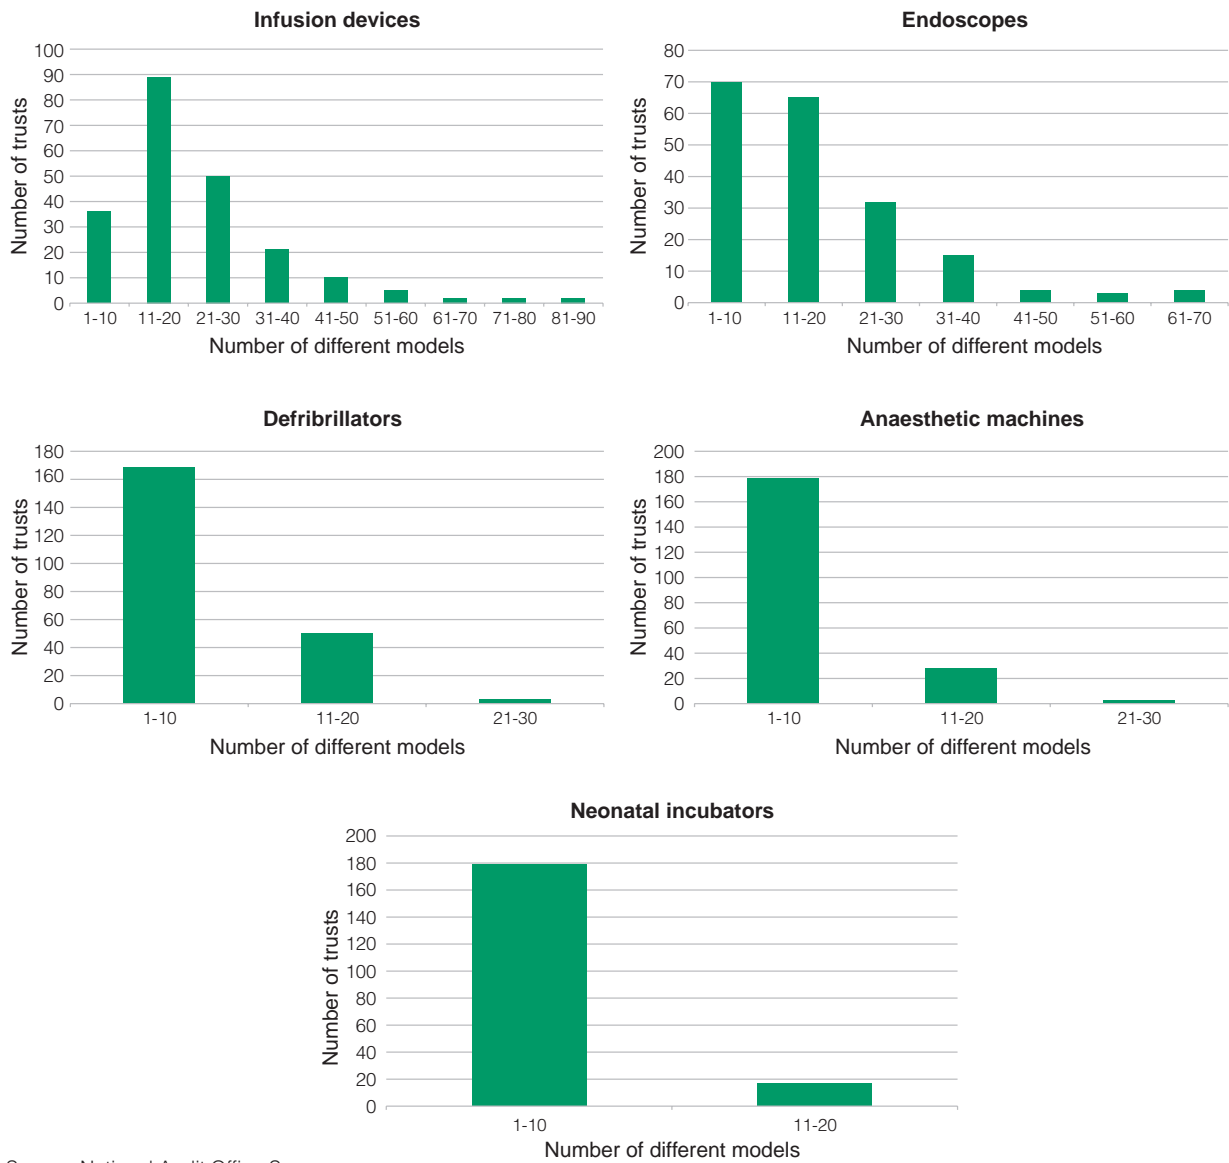 Infusion devices
Number of trusts
100
90
80
70
60
50
40
30
20
10
0
1-10 11-20 21-30 31-40 41-50 51-60 61-70 71-80 81-90
Number of different models
Endoscopes
Number of trusts
80
70
60
50
40
30
20
10
0
1-10 11-20 21-30 31-40 41-50 51-60 61-70
Number of different models
Defribrillators
Number of trusts
180
160
140
120
100
80
60
40
20
0
1-10 11-20 21-30
Number of different models
Anaesthetic machines
Number of trusts
200
180
160
140
120
100
80
60
40
20
0
1-10 11-20 21-30
Number of different models
Neonatal incubators
Number of trusts
200
180
160
140
120
100
80
60
40
20
0
1-10 11-20
Number of different models